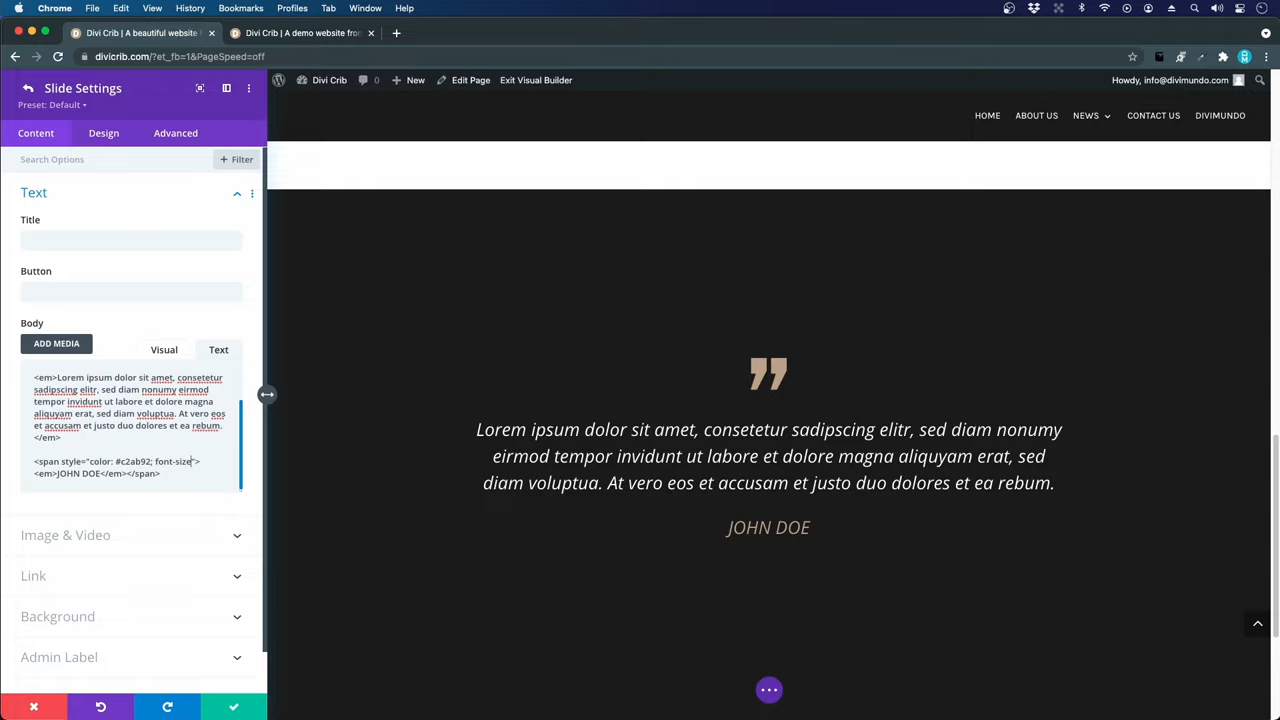 Chrome File Edit View History Bookmarks Profiles Tab Window Help
Divi Crib | A beautiful website Divi Crib | A demo website from
divicrib.com/?et_fb=1&PageSpeed=off
Slide Settings
Preset: Default
Divi Crib 0 New Edit Page Exit Visual Builder Howdy, info@divimundo.com
HOME ABOUT US NEWS CONTACT US DIVIMUNDO
Content Design Advanced
Search Options + Filter
Text
Title
Button
Body
ADD MEDIA Visual Text
<em>Lorem ipsum dolor sit amet, consetetur
sadipscing elitr, sed diam nonumy eirmod
tempor invidunt ut labore et dolore magna
aliquyam erat, sed diam voluptua. At vero eos
et accusam et justo duo dolores et ea rebum.
</em>
<span style="color: #c2ab92; font-size">
<em>JOHN DOE</em></span>
Image & Video
Link
Background
Admin Label
Lorem ipsum dolor sit amet, consetetur sadipscing elitr, sed diam nonumy
eirmod tempor invidunt ut labore et dolore magna aliquyam erat, sed
diam voluptua. At vero eos et accusam et justo duo dolores et ea rebum.
JOHN DOE